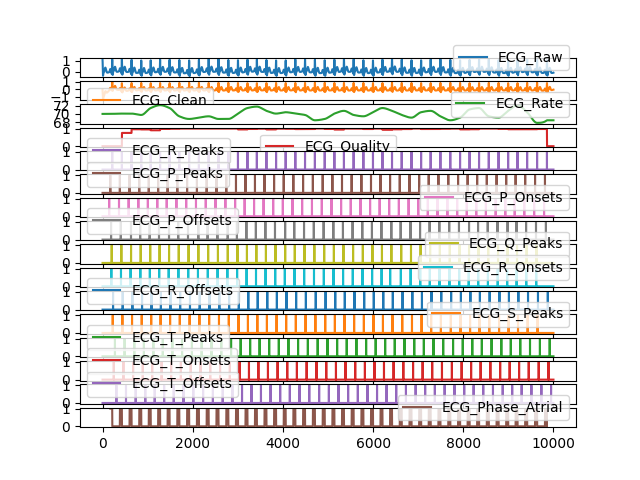 1
0
ECG_Raw
0
−1
ECG_Clean
72
70
68
ECG_Rate
1
0
ECG_Quality
1
0
ECG_R_Peaks
1
0
ECG_P_Peaks
1
0
ECG_P_Onsets
1
0
ECG_P_Offsets
1
0
ECG_Q_Peaks
1
0
ECG_R_Onsets
1
0
ECG_R_Offsets
1
0
ECG_S_Peaks
1
0
ECG_T_Peaks
1
0
ECG_T_Onsets
1
0
ECG_T_Offsets
1
0
ECG_Phase_Atrial
0 2000 4000 6000 8000 10000